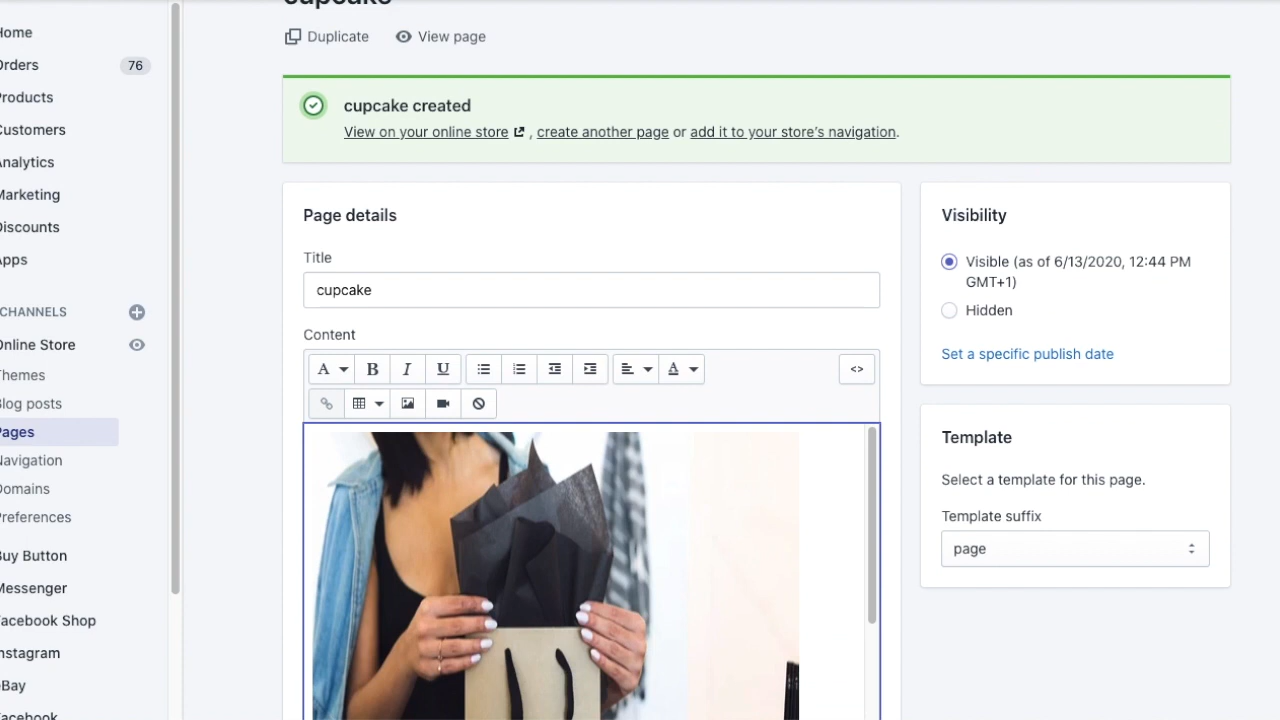 cupcake
Duplicate
View page
Home
Orders
76
Products
Customers
Analytics
Marketing
Discounts
Apps
CHANNELS
Online Store
Themes
Blog posts
Pages
Navigation
Domains
Preferences
Buy Button
Messenger
Facebook Shop
Instagram
eBay
Facebook
cupcake created
View on your online store , create another page or add it to your store's navigation.
Page details
Title
cupcake
Content
A
B
I
U
A
<>
Visibility
Visible (as of 6/13/2020, 12:44 PM
GMT+1)
Hidden
Set a specific publish date
Template
Select a template for this page.
Template suffix
page